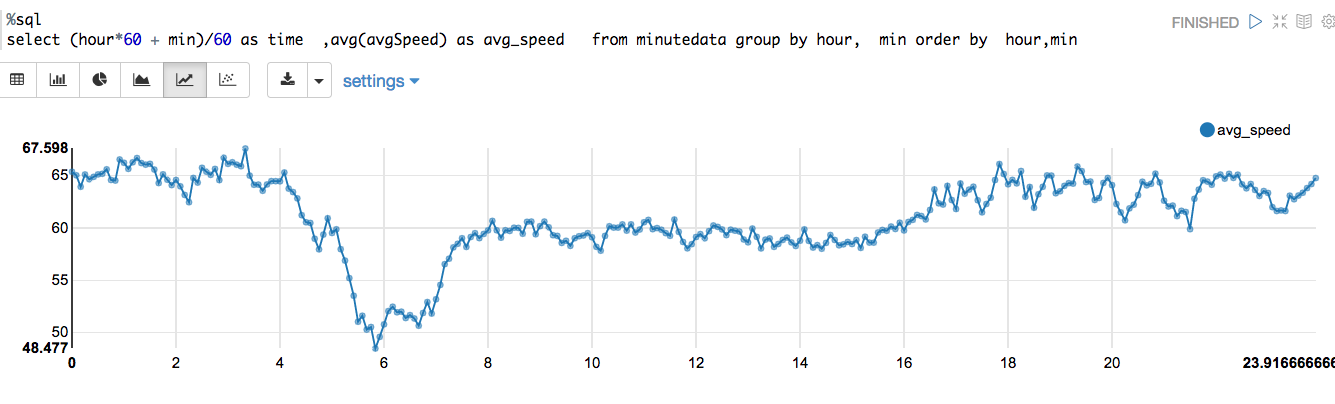 %sql
FINISHED
select (hour*60 + min)/60 as time  ,avg(avgSpeed) as avg_speed   from minutedata group by hour,  min order by  hour,min
settings
avg_speed
67.598
65
60
55
50
48.477
0 2 4 6 8 10 12 14 16 18 20 23.916666666